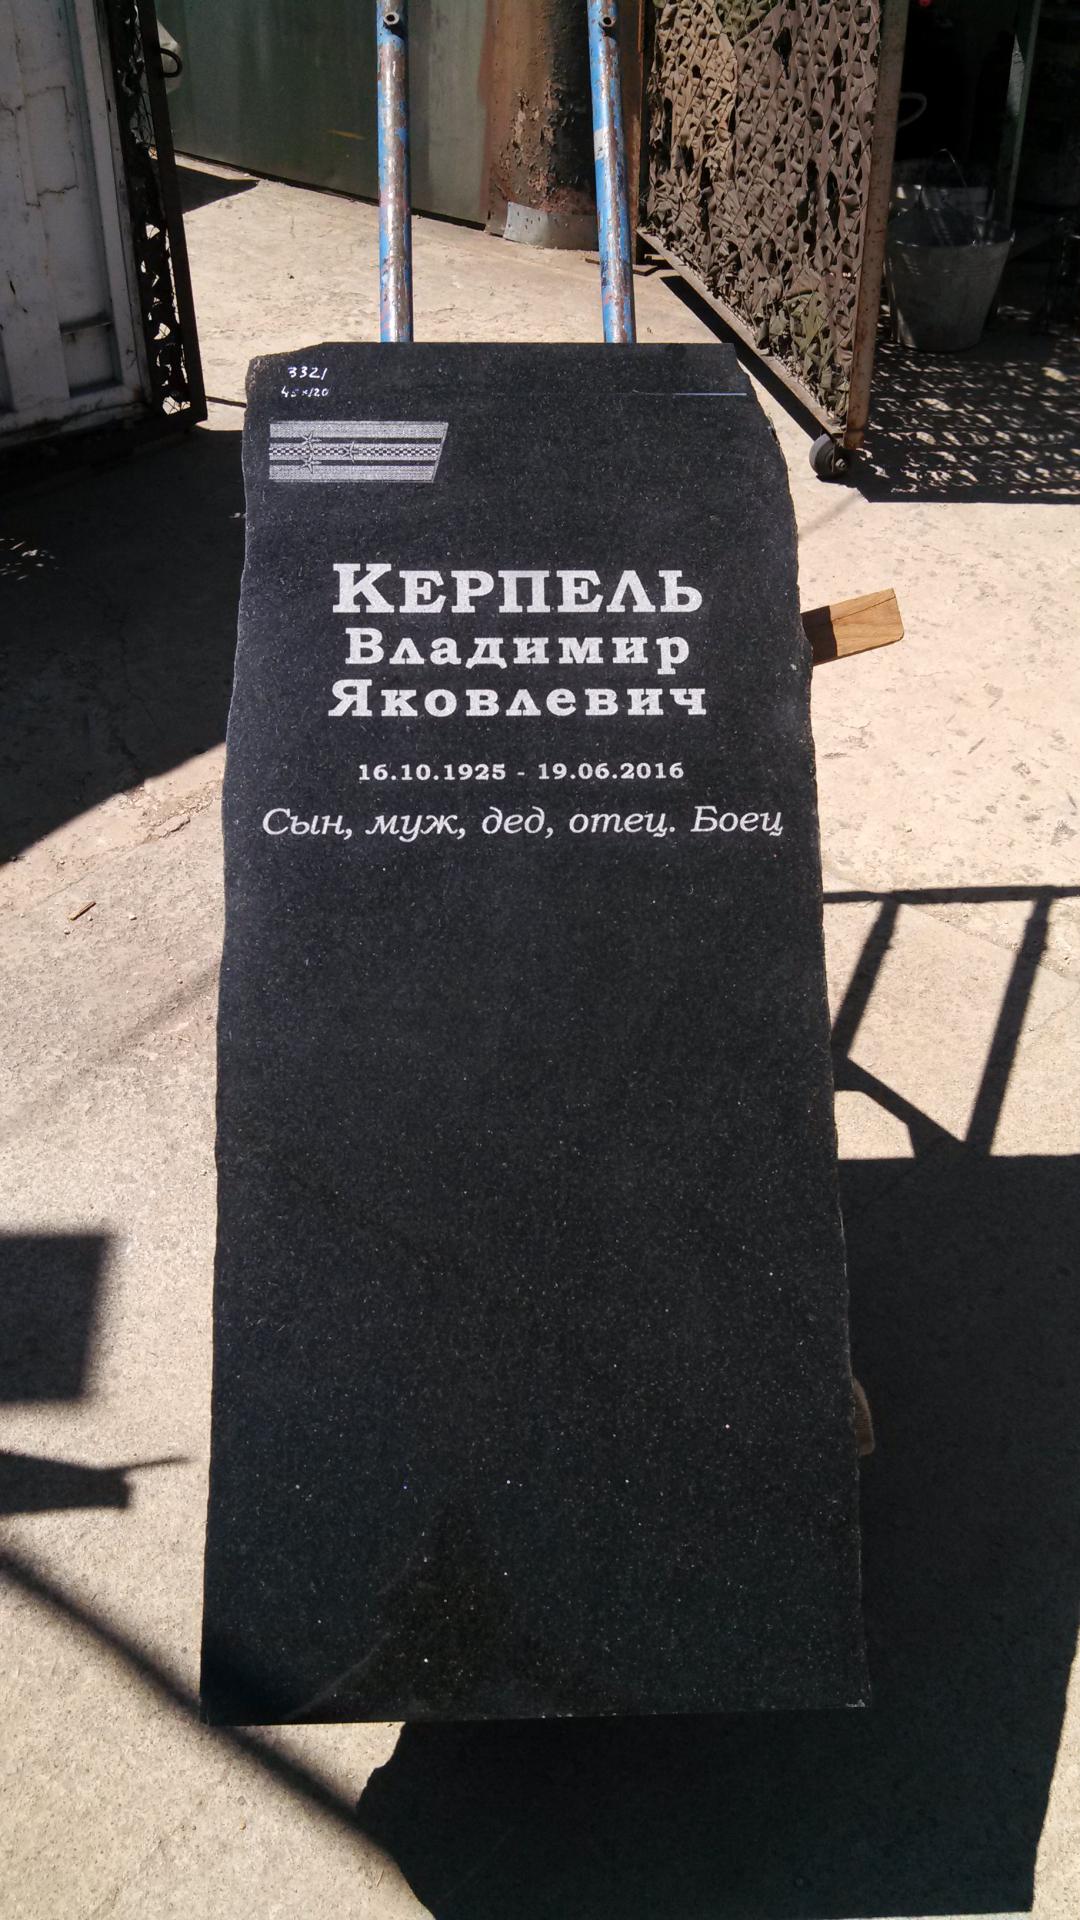 3321
45×120
КЕРПЕЛЬ
Владимир
Яковлевич
16.10.1925 - 19.06.2016
Сын, муж, дед, отец. Боец